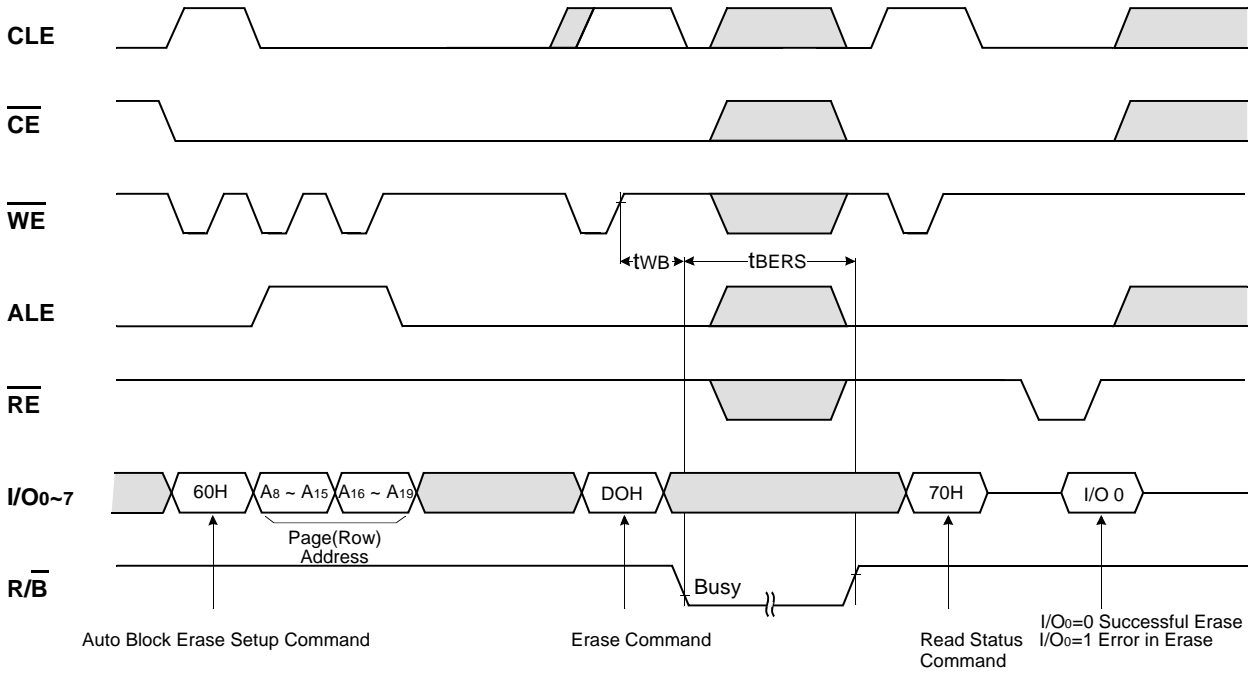 CLE
CE
WE
tWB
tBERS
ALE
RE
I/O0~7
60H
A8 ~ A15
A16 ~ A19
DOH
70H
I/O 0
Page(Row)
Address
R/B
Busy
Auto Block Erase Setup Command
Erase Command
Read Status
Command
I/O0=0 Successful Erase
I/O0=1 Error in Erase